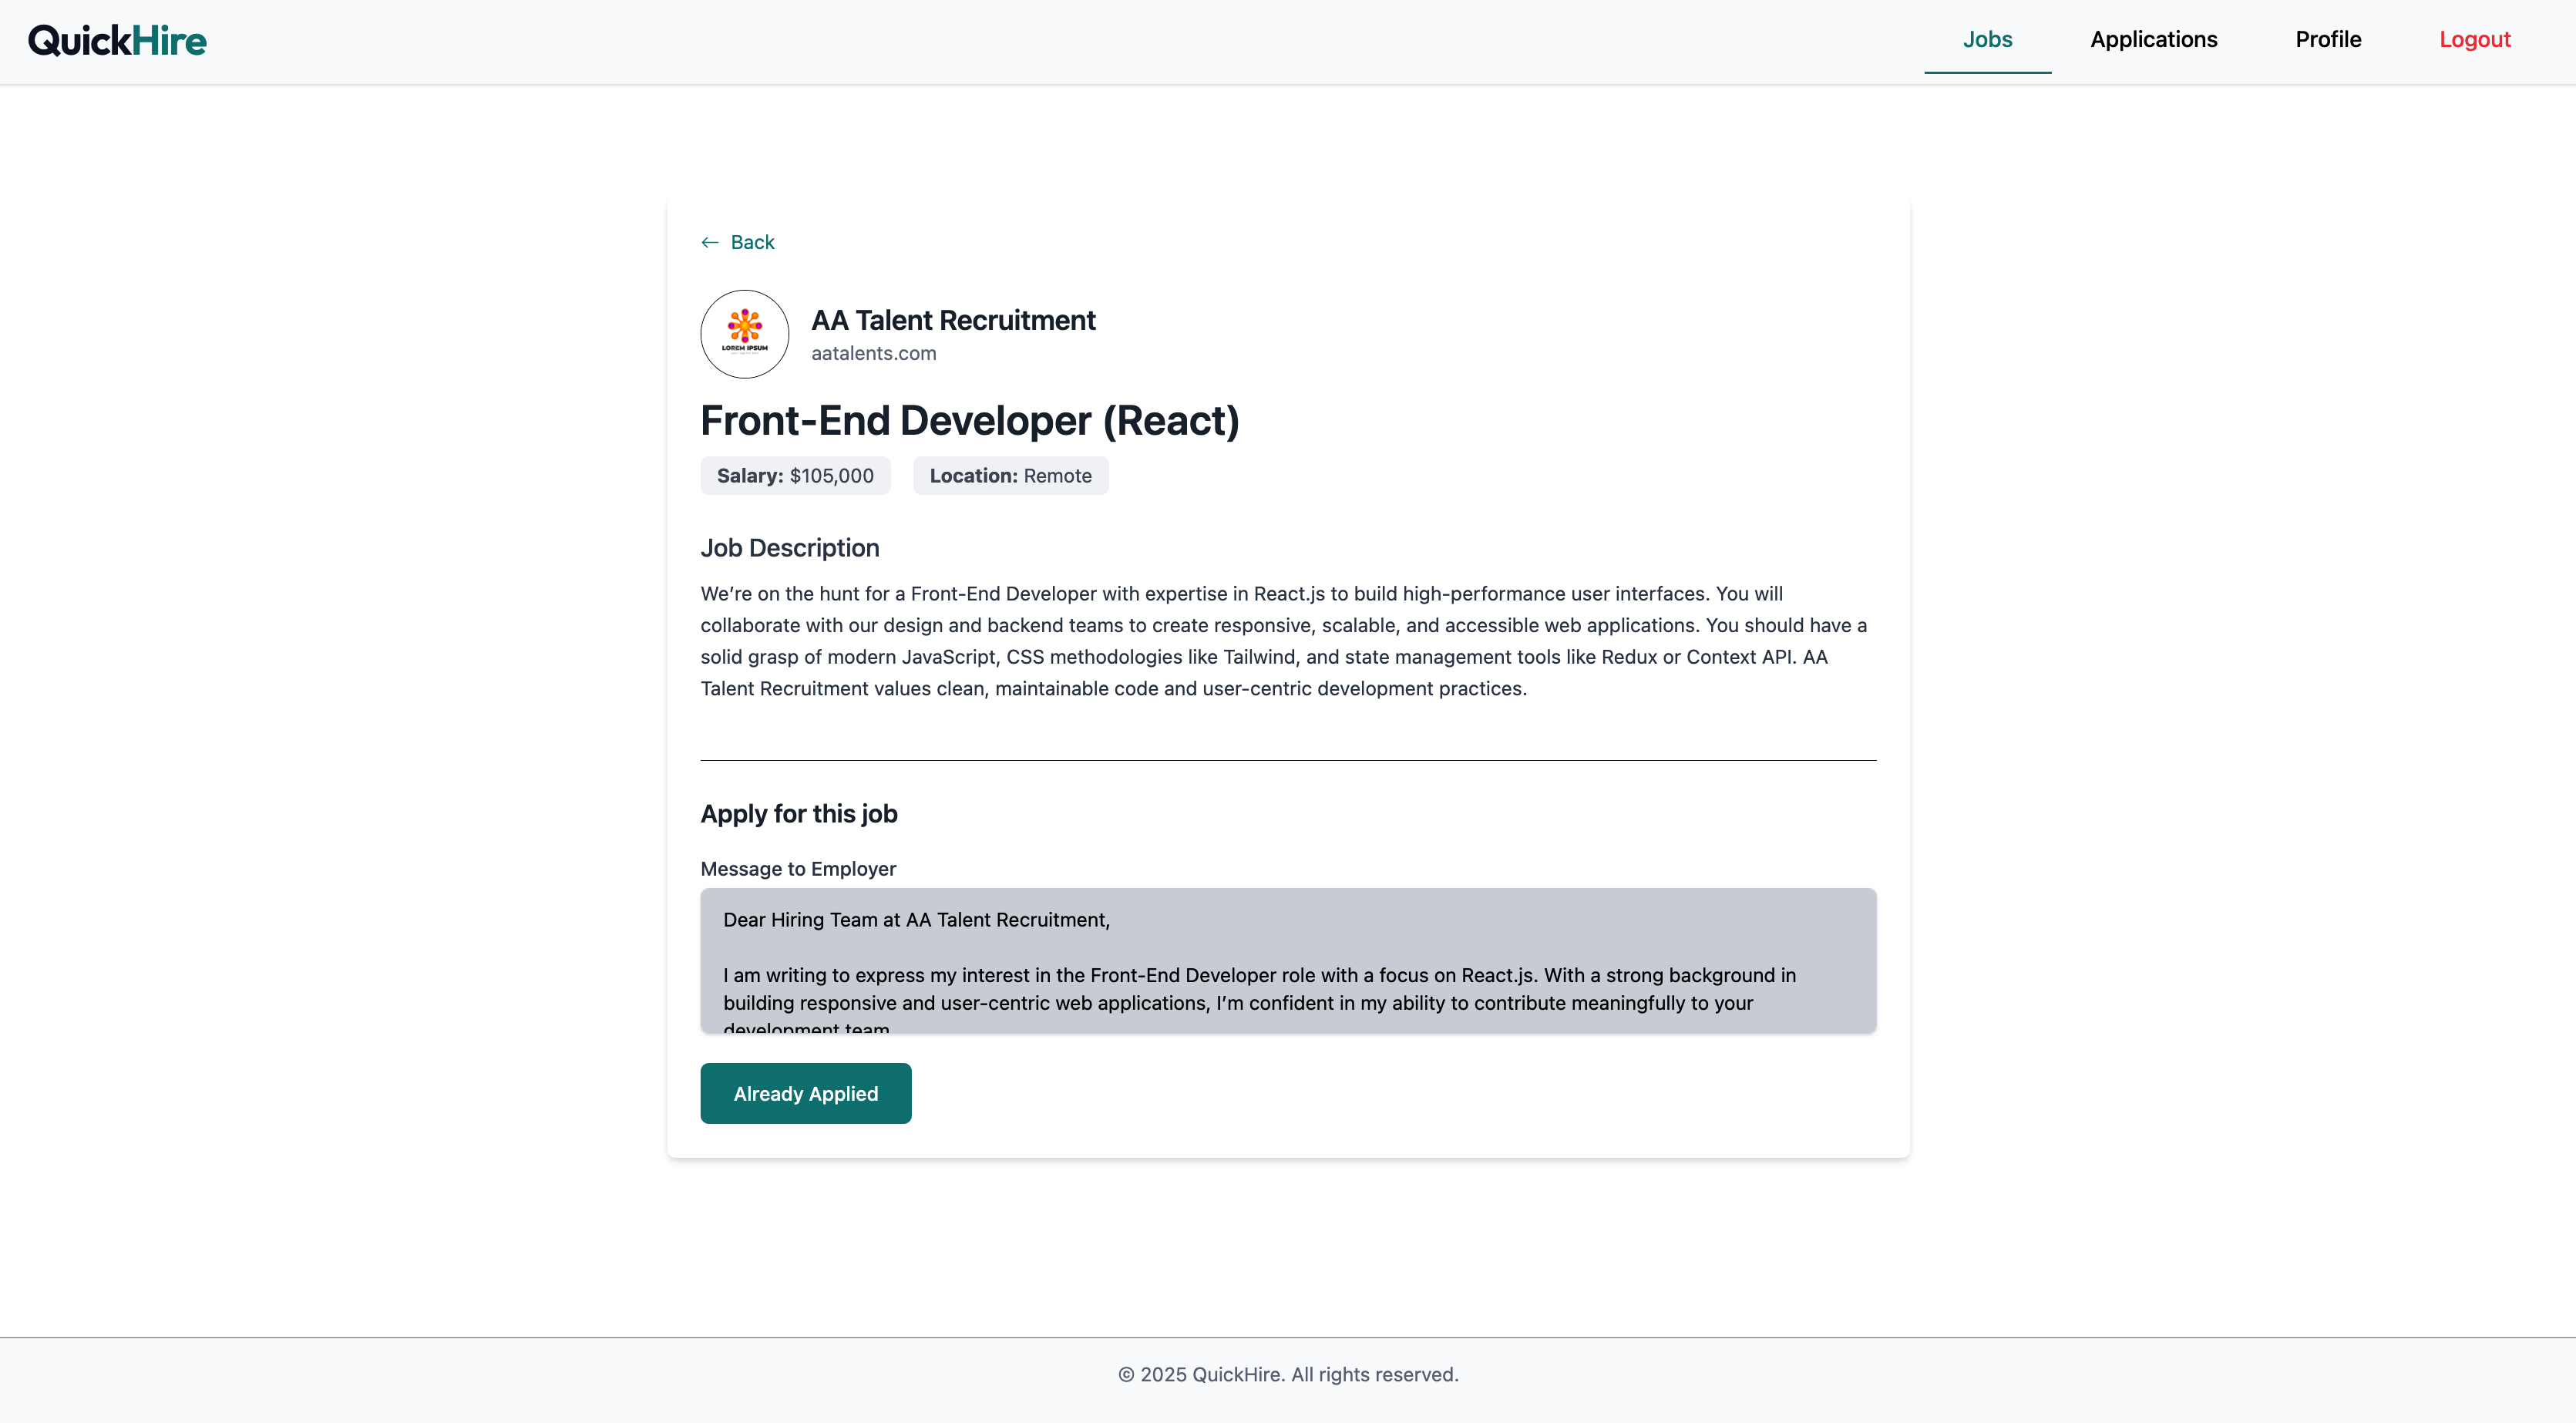 QuickHire
Jobs
Applications
Profile
Logout
← Back
LOREM IPSUM
AA Talent Recruitment
aatalents.com
Front-End Developer (React)
Salary: $105,000
Location: Remote
Job Description
We’re on the hunt for a Front-End Developer with expertise in React.js to build high-performance user interfaces. You will
collaborate with our design and backend teams to create responsive, scalable, and accessible web applications. You should have a
solid grasp of modern JavaScript, CSS methodologies like Tailwind, and state management tools like Redux or Context API. AA
Talent Recruitment values clean, maintainable code and user-centric development practices.
Apply for this job
Message to Employer
Dear Hiring Team at AA Talent Recruitment,
I am writing to express my interest in the Front-End Developer role with a focus on React.js. With a strong background in
building responsive and user-centric web applications, I’m confident in my ability to contribute meaningfully to your
development team
Already Applied
© 2025 QuickHire. All rights reserved.